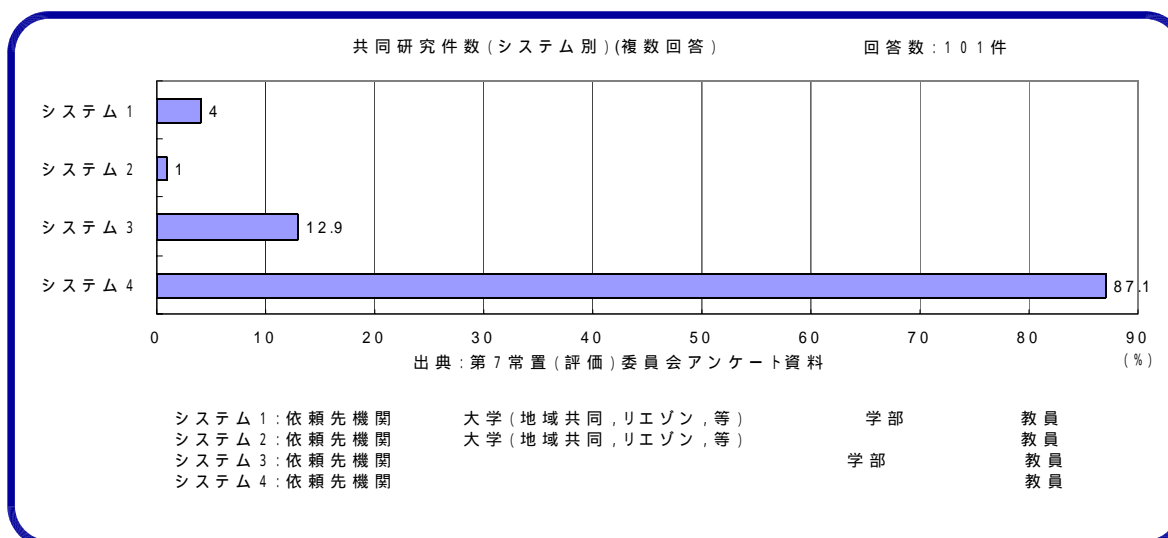 共同研究件数(システム別)(複数回答) 回答数:101件
システム1 4
システム2 1
システム3 12.9
システム4 87.1
0 10 20 30 40 50 60 70 80 90
出典:第7常置(評価)委員会アンケート資料 (%)
システム1:依頼先機関 大学(地域共同,リエゾン,等) 学部 教員
システム2:依頼先機関 大学(地域共同,リエゾン,等) 教員
システム3:依頼先機関 学部 教員
システム4:依頼先機関 教員